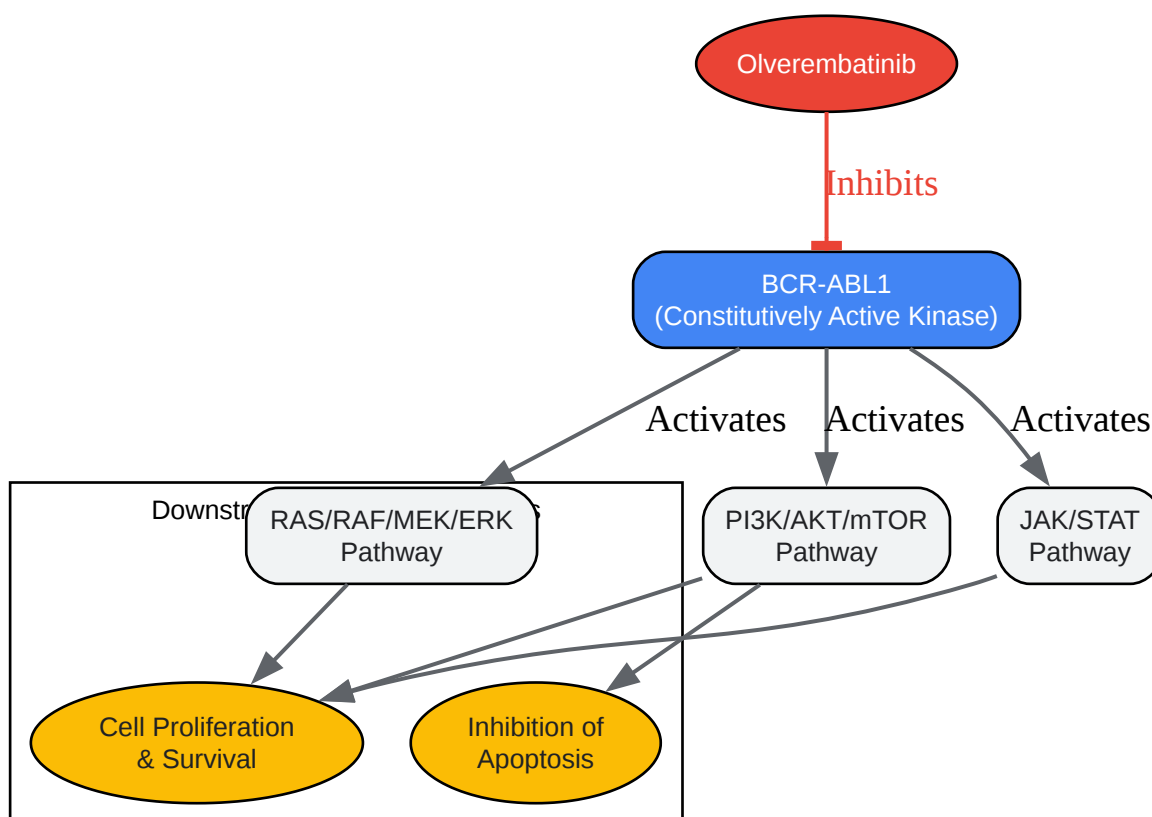 Olverembatinib
Inhibits
BCR-ABL1
(Constitutively Active Kinase)
Activates
Activates
Activates
RAS/RAF/MEK/ERK
Pathway
PI3K/AKT/mTOR
Pathway
JAK/STAT
Pathway
Cell Proliferation
& Survival
Inhibition of
Apoptosis